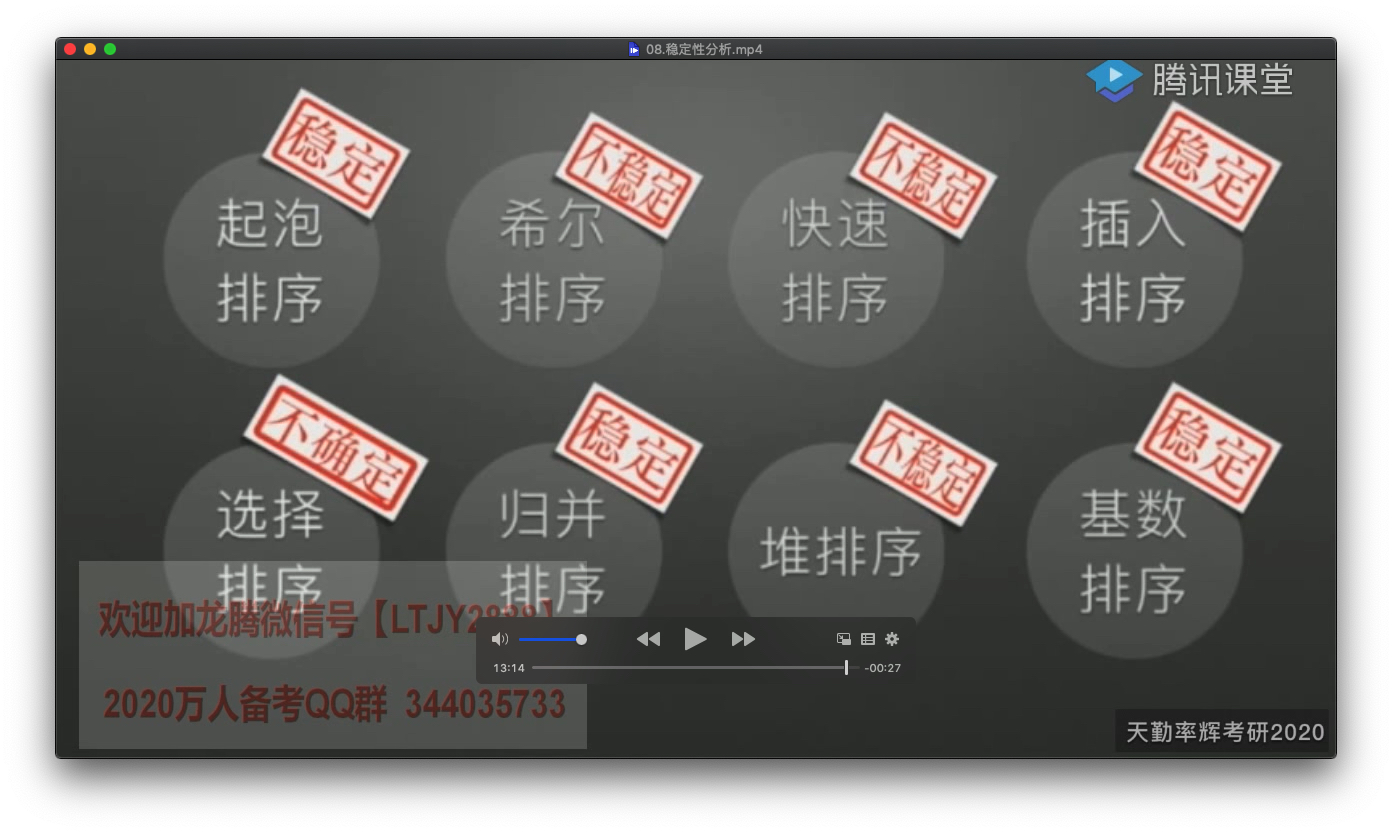 08.稳定性分析.mp4
腾讯课堂
稳定
不稳定
不稳定
稳定
起泡
排序
希尔
排序
快速
排序
插入
排序
不确定
稳定
不稳定
稳定
选择
排序
归并
排序
堆排序
基数
排序
欢迎加龙腾微信号【LTJY2838】
13:14
-00:27
2020万人备考QQ群 344035733
天勤率辉考研2020